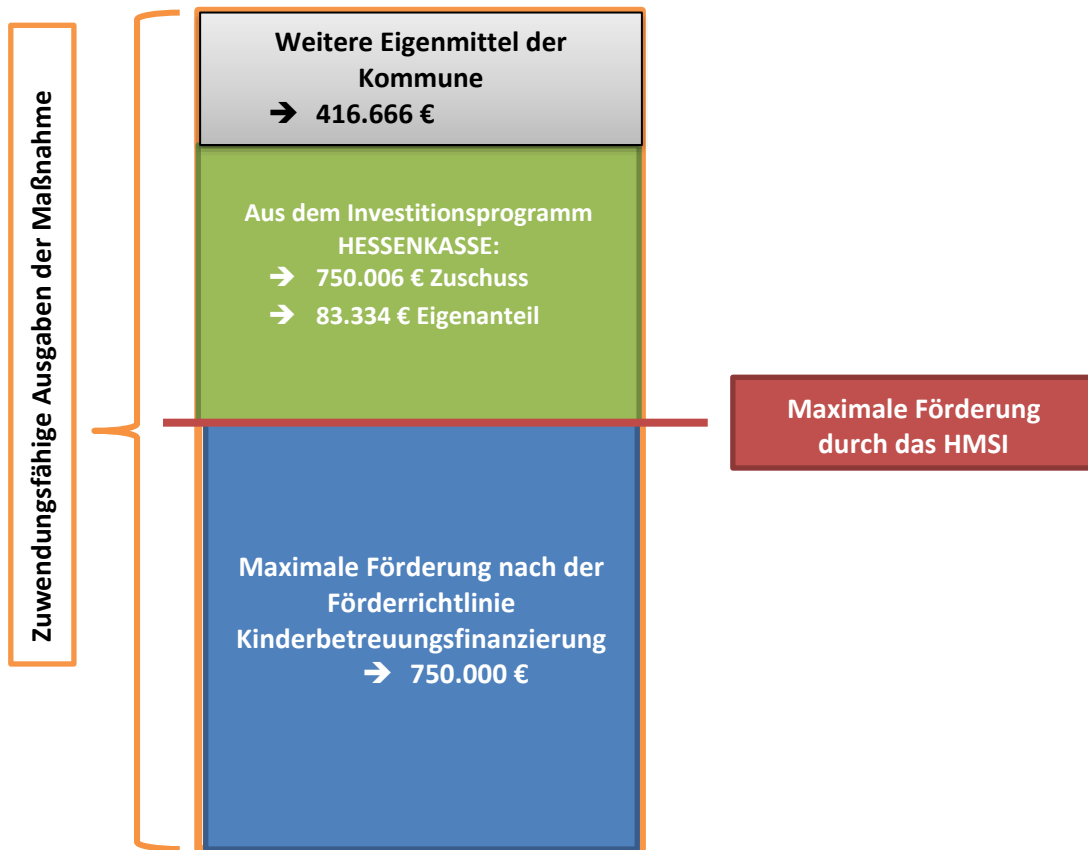 Zuwendungsfähige Ausgaben der Maßnahme
Weitere Eigenmittel der
Kommune
➔ 416.666 €
Aus dem Investitionsprogramm
HESSENKASSE:
➔ 750.006 € Zuschuss
➔ 83.334 € Eigenanteil
Maximale Förderung
durch das HMSI
Maximale Förderung nach der
Förderrichtlinie
Kinderbetreuungsfinanzierung
➔ 750.000 €